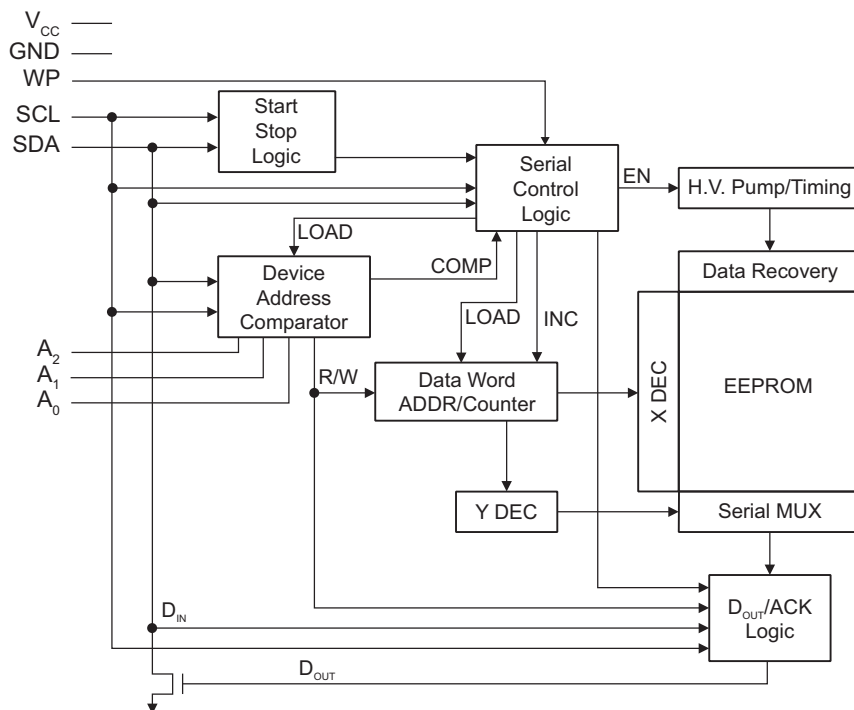 V_CC
GND
WP
SCL
SDA
Start
Stop
Logic
Serial
Control
Logic
EN
H.V. Pump/Timing
LOAD
COMP
Device
Address
Comparator
Data Recovery
LOAD
INC
A_2
A_1
A_0
R/W
Data Word
ADDR/Counter
X DEC
EEPROM
Y DEC
Serial MUX
D_IN
D_OUT/ACK
Logic
D_OUT